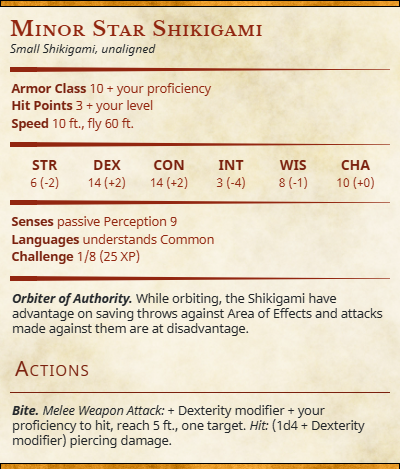 Minor Star Shikigami
Small Shikigami, unaligned
Armor Class 10 + your proficiency
Hit Points 3 + your level
Speed 10 ft., fly 60 ft.
STR DEX CON INT WIS CHA
6 (-2) 14 (+2) 14 (+2) 3 (-4) 8 (-1) 10 (+0)
Senses passive Perception 9
Languages understands Common
Challenge 1/8 (25 XP)
Orbiter of Authority. While orbiting, the Shikigami have
advantage on saving throws against Area of Effects and attacks
made against them are at disadvantage.
Actions
Bite. Melee Weapon Attack: + Dexterity modifier + your
proficiency to hit, reach 5 ft., one target. Hit: (1d4 + Dexterity
modifier) piercing damage.